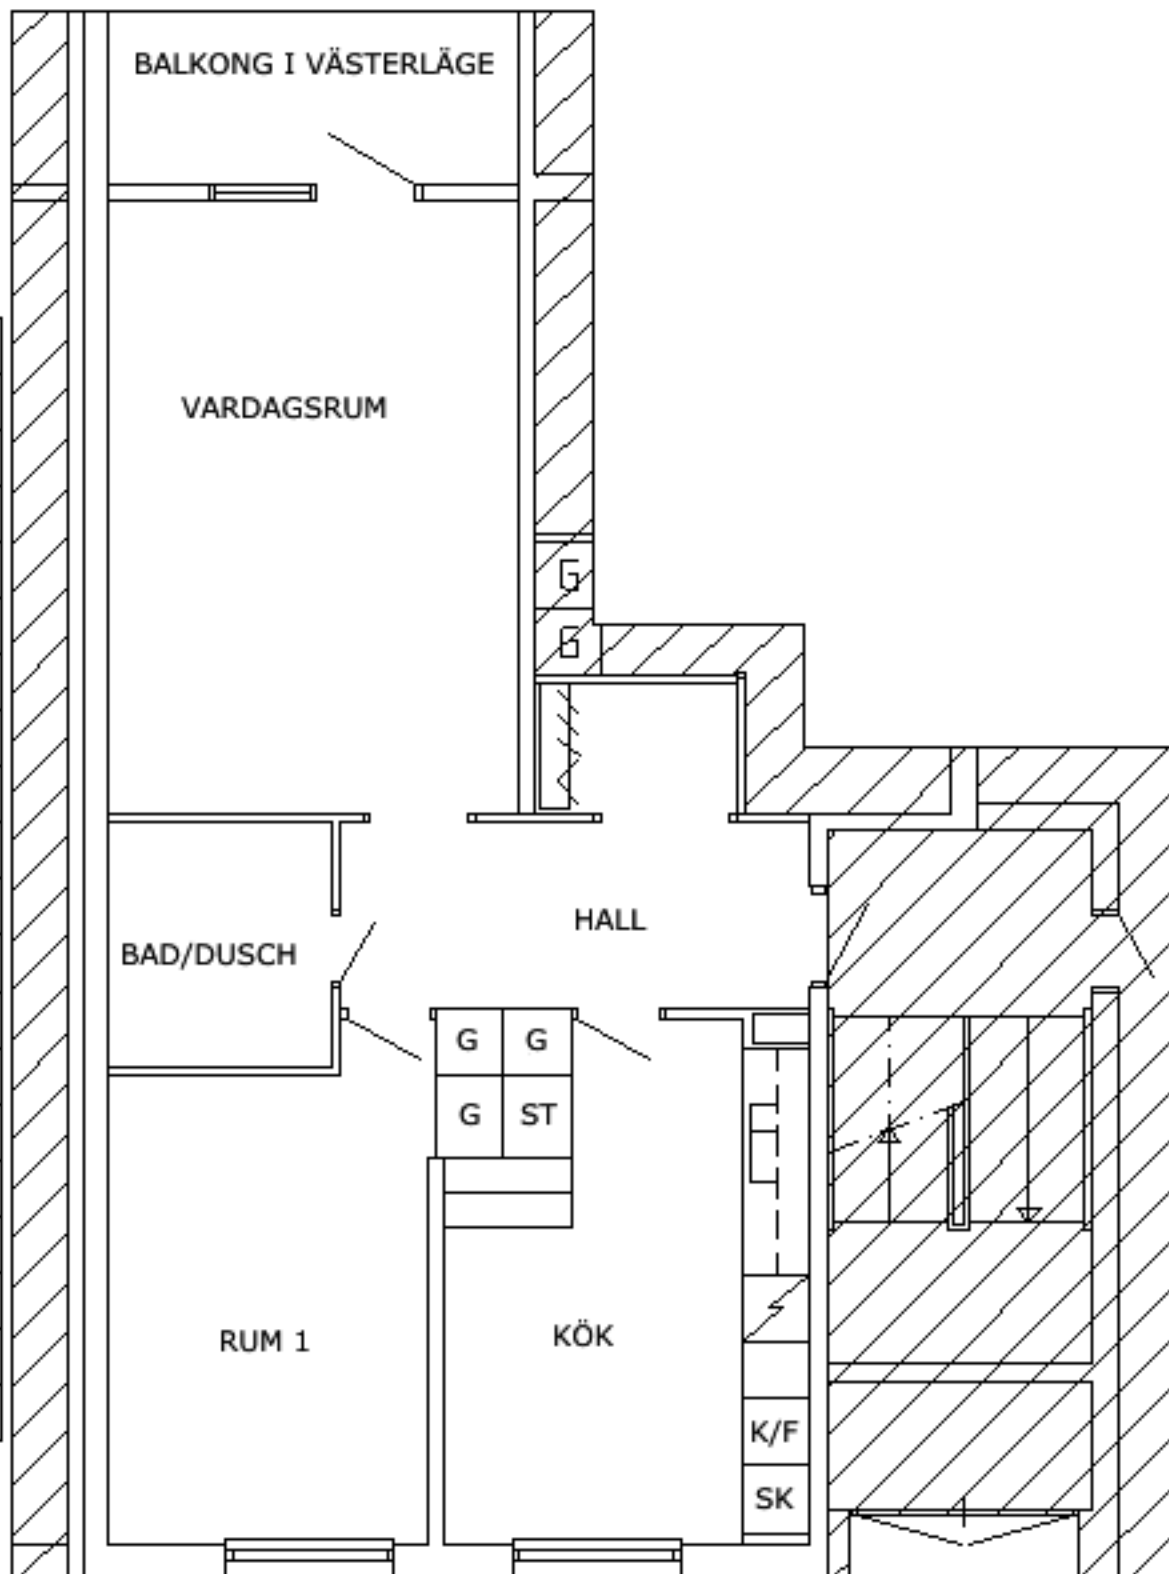 BALKONG I VÄSTERLÄGE
VARDAGSRUM
G
G
HALL
BAD/DUSCH
G G
G ST
RUM 1
KÖK
K/F
SK